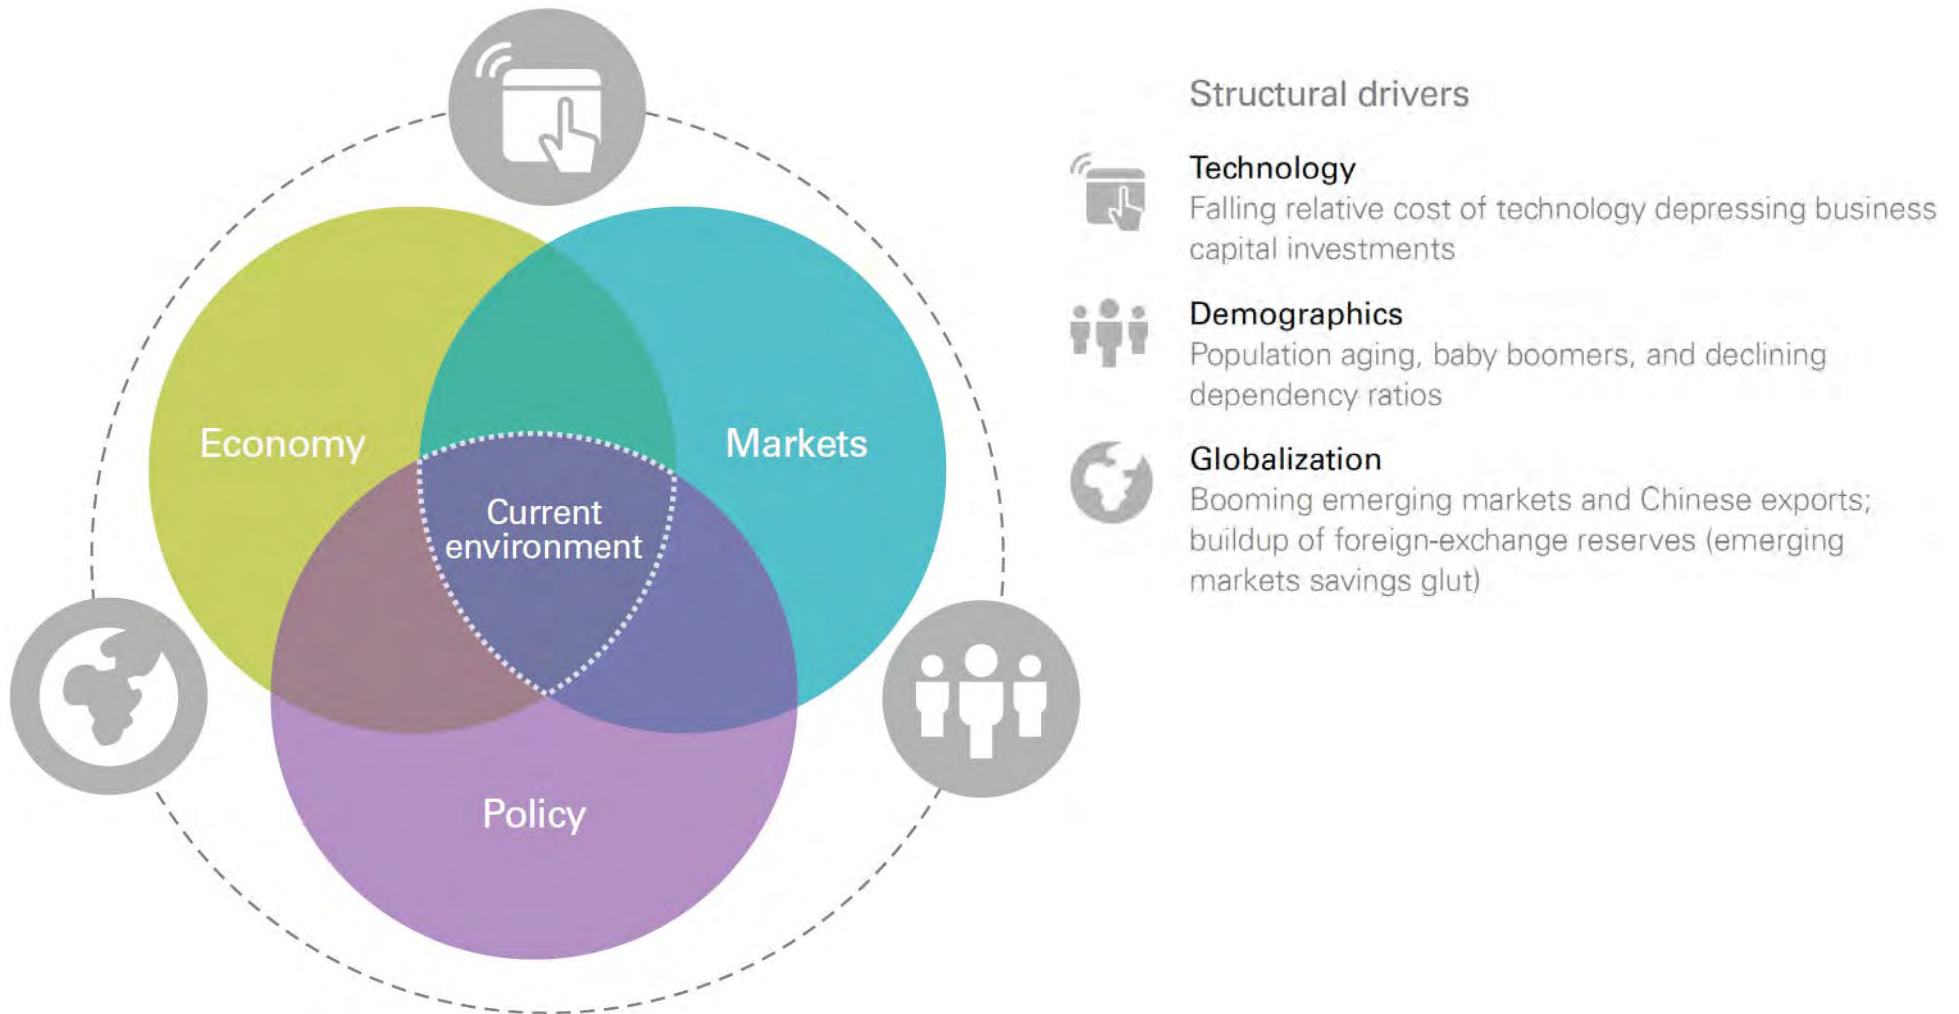 Economy
Markets
Current
environment
Policy
Structural drivers
Technology
Falling relative cost of technology depressing business
capital investments
Demographics
Population aging, baby boomers, and declining
dependency ratios
Globalization
Booming emerging markets and Chinese exports;
buildup of foreign-exchange reserves (emerging
markets savings glut)